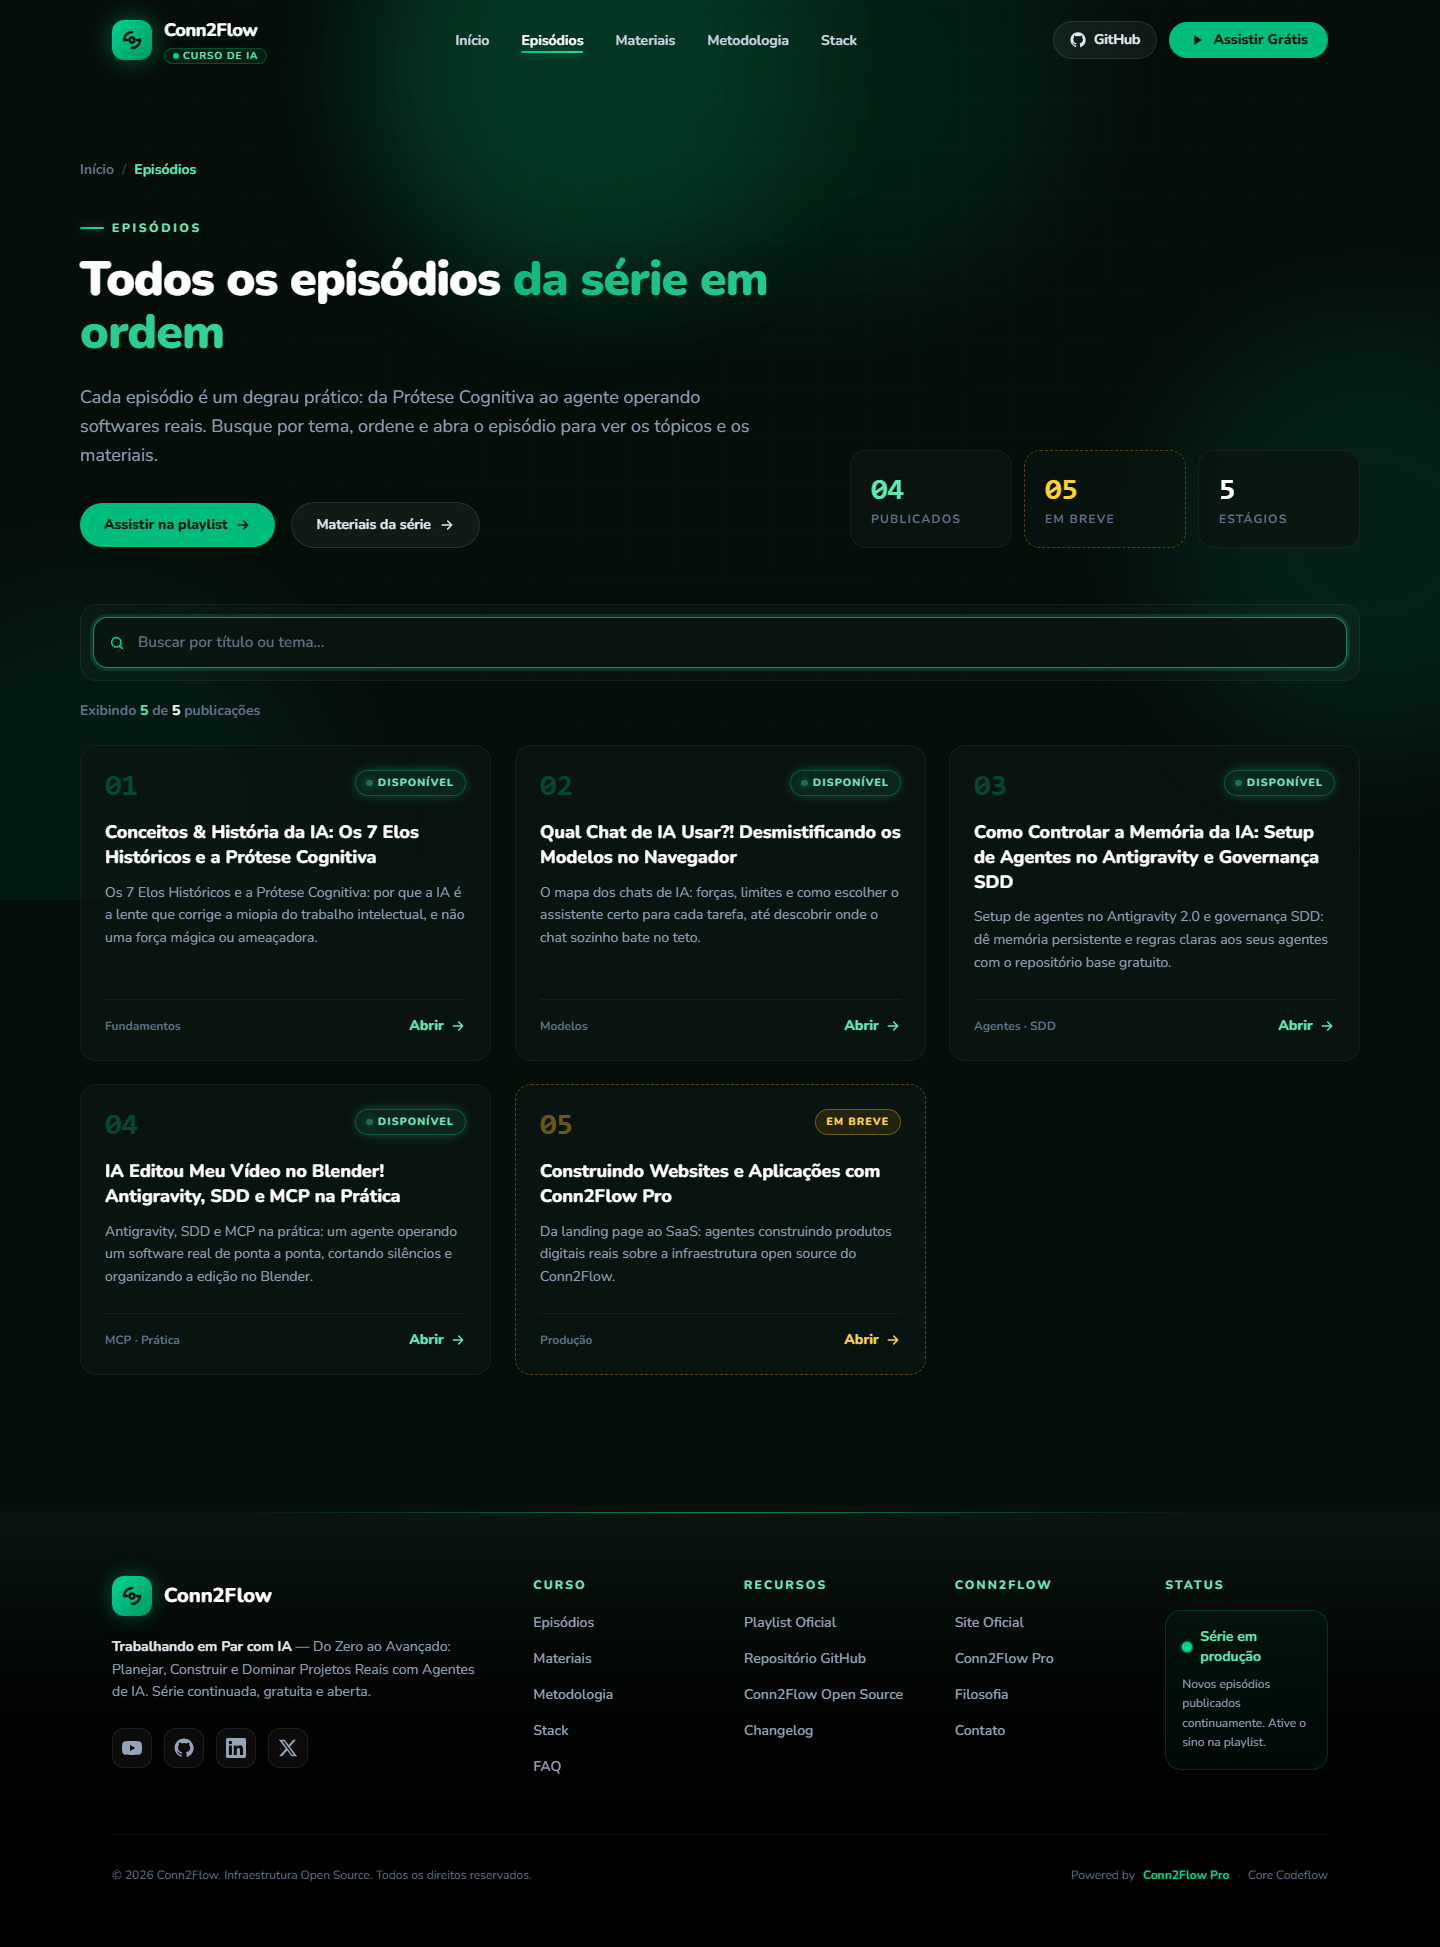 Conn2Flow
CURSO DE IA
Início
Episódios
Materiais
Metodologia
Stack
GitHub
Assistir Grátis
Início / Episódios
EPISÓDIOS
Todos os episódios da série em
ordem
Cada episódio é um degrau prático: da Prótese Cognitiva ao agente operando
softwares reais. Busque por tema, ordene e abra o episódio para ver os tópicos e os
materiais.
Assistir na playlist →
Materiais da série →
04
PUBLICADOS
05
EM BREVE
5
ESTÁGIOS
Buscar por título ou tema...
Exibindo 5 de 5 publicações
01
DISPONÍVEL
Conceitos & História da IA: Os 7 Elos
Históricos e a Prótese Cognitiva
Os 7 Elos Históricos e a Prótese Cognitiva: por que a IA é
a lente que corrige a miopia do trabalho intelectual, e não
uma força mágica ou ameaçadora.
Fundamentos
Abrir →
02
DISPONÍVEL
Qual Chat de IA Usar?! Desmistificando os
Modelos no Navegador
O mapa dos chats de IA: forças, limites e como escolher o
assistente certo para cada tarefa, até descobrir onde o
chat sozinho bate no teto.
Modelos
Abrir →
03
DISPONÍVEL
Como Controlar a Memória da IA: Setup
de Agentes no Antigravity e Governança
SDD
Setup de agentes no Antigravity 2.0 e governança SDD:
dê memória persistente e regras claras aos seus agentes
com o repositório base gratuito.
Agentes · SDD
Abrir →
04
DISPONÍVEL
IA Editou Meu Vídeo no Blender!
Antigravity, SDD e MCP na Prática
Antigravity, SDD e MCP na prática: um agente operando
um software real de ponta a ponta, cortando silêncios e
organizando a edição no Blender.
MCP · Prática
Abrir →
05
EM BREVE
Construindo Websites e Aplicações com
Conn2Flow Pro
Da landing page ao SaaS: agentes construindo produtos
digitais reais sobre a infraestrutura open source do
Conn2Flow.
Produção
Abrir →
Conn2Flow
Trabalhando em Par com IA — Do Zero ao Avançado:
Planejar, Construir e Dominar Projetos Reais com Agentes
de IA. Série continuada, gratuita e aberta.
CURSO
Episódios
Materiais
Metodologia
Stack
FAQ
RECURSOS
Playlist Oficial
Repositório GitHub
Conn2Flow Open Source
Changelog
CONN2FLOW
Site Oficial
Conn2Flow Pro
Filosofia
Contato
STATUS
Série em
produção
Novos episódios
publicados
continuamente. Ative o
sino na playlist.
© 2026 Conn2Flow. Infraestrutura Open Source. Todos os direitos reservados.
Powered by Conn2Flow Pro · Core Codeflow